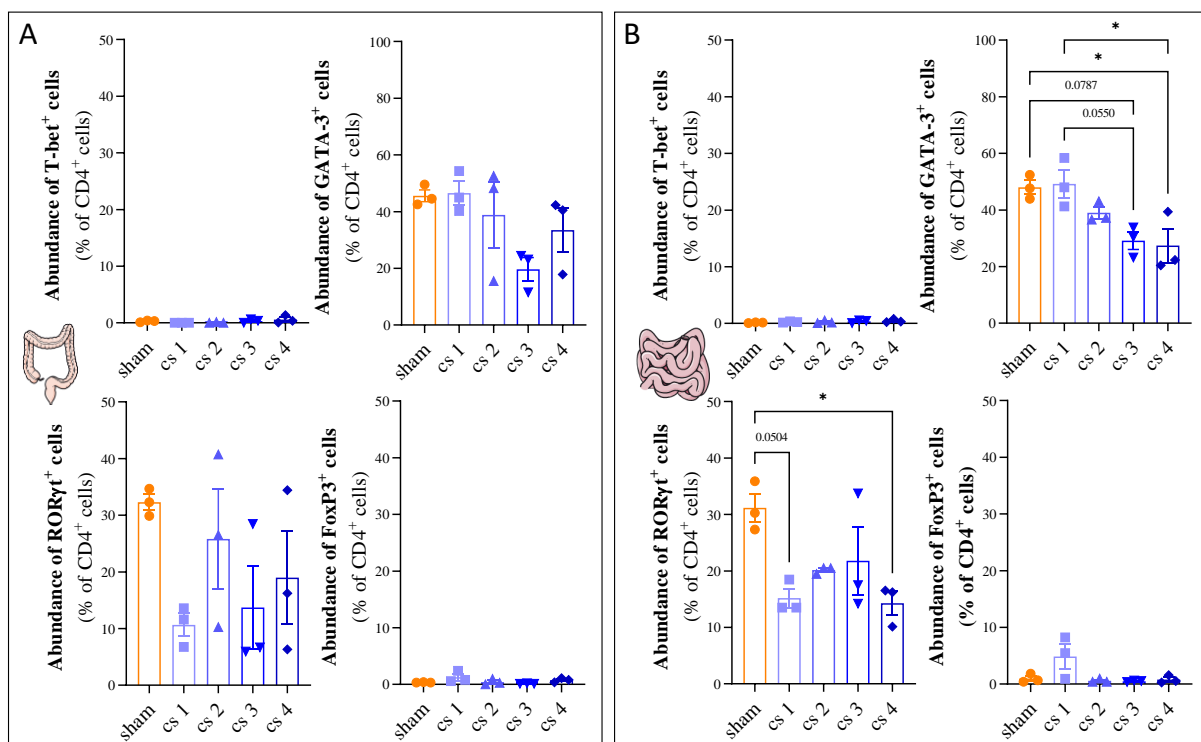 A
Abundance of T-bet⁺ cells
(% of CD4⁺ cells)
50
40
30
20
10
0
sham
cs 1
cs 2
cs 3
cs 4
Abundance of GATA-3⁺ cells
(% of CD4⁺ cells)
100
80
60
40
20
0
sham
cs 1
cs 2
cs 3
cs 4
Abundance of RORγt⁺ cells
(% of CD4⁺ cells)
50
40
30
20
10
0
sham
cs 1
cs 2
cs 3
cs 4
Abundance of FoxP3⁺ cells
(% of CD4⁺ cells)
50
40
30
20
10
0
sham
cs 1
cs 2
cs 3
cs 4
B
Abundance of T-bet⁺ cells
(% of CD4⁺ cells)
50
40
30
20
10
0
sham
cs 1
cs 2
cs 3
cs 4
Abundance of GATA-3⁺ cells
(% of CD4⁺ cells)
100
80
60
40
20
0
*
*
0.0787
0.0550
sham
cs 1
cs 2
cs 3
cs 4
Abundance of RORγt⁺ cells
(% of CD4⁺ cells)
50
40
30
20
10
0
*
0.0504
sham
cs 1
cs 2
cs 3
cs 4
Abundance of FoxP3⁺ cells
(% of CD4⁺ cells)
50
40
30
20
10
0
sham
cs 1
cs 2
cs 3
cs 4